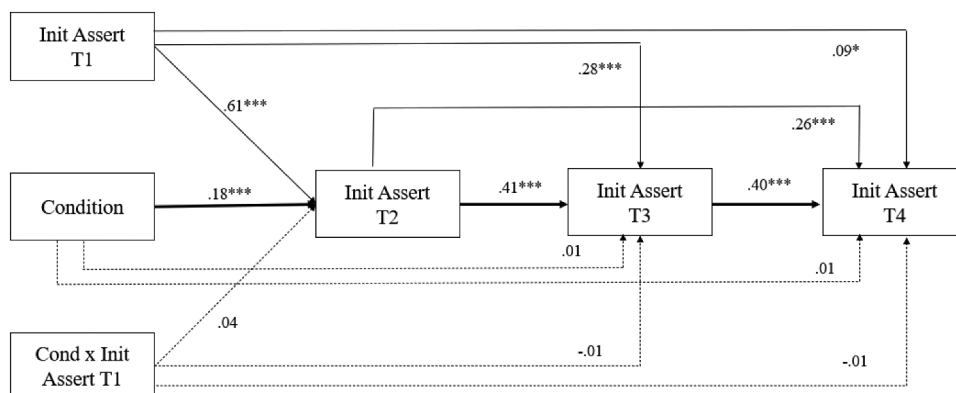 Init Assert
T1
.09*
.28***
.61***
.26***
Condition
.18***
Init Assert
T2
.41***
Init Assert
T3
.40***
Init Assert
T4
.01
.01
.04
Cond x Init
Assert T1
-.01
-.01